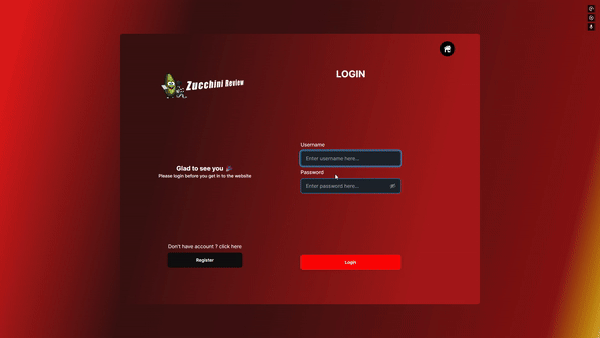 Zucchini Review
LOGIN
Username
Enter username here...
Glad to see you
Please login before you get in to the website
Password
Enter password here...
Don't have account ? click here
Register
Login